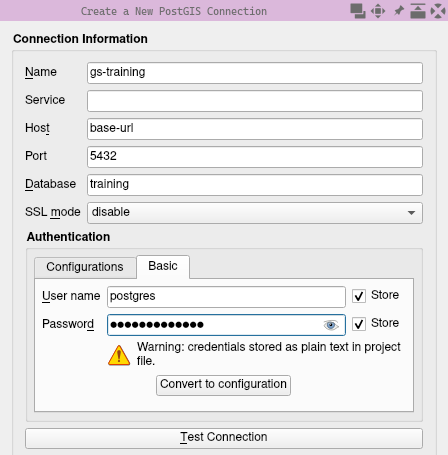 Create a New PostGIS Connection
Connection Information
Name gs-training
Service
Host base-url
Port 5432
Database training
SSL mode disable
Authentication
Configurations Basic
User name postgres Store
Password ●●●●●●●●●●●●● Store
Warning: credentials stored as plain text in project
file.
Convert to configuration
Test Connection